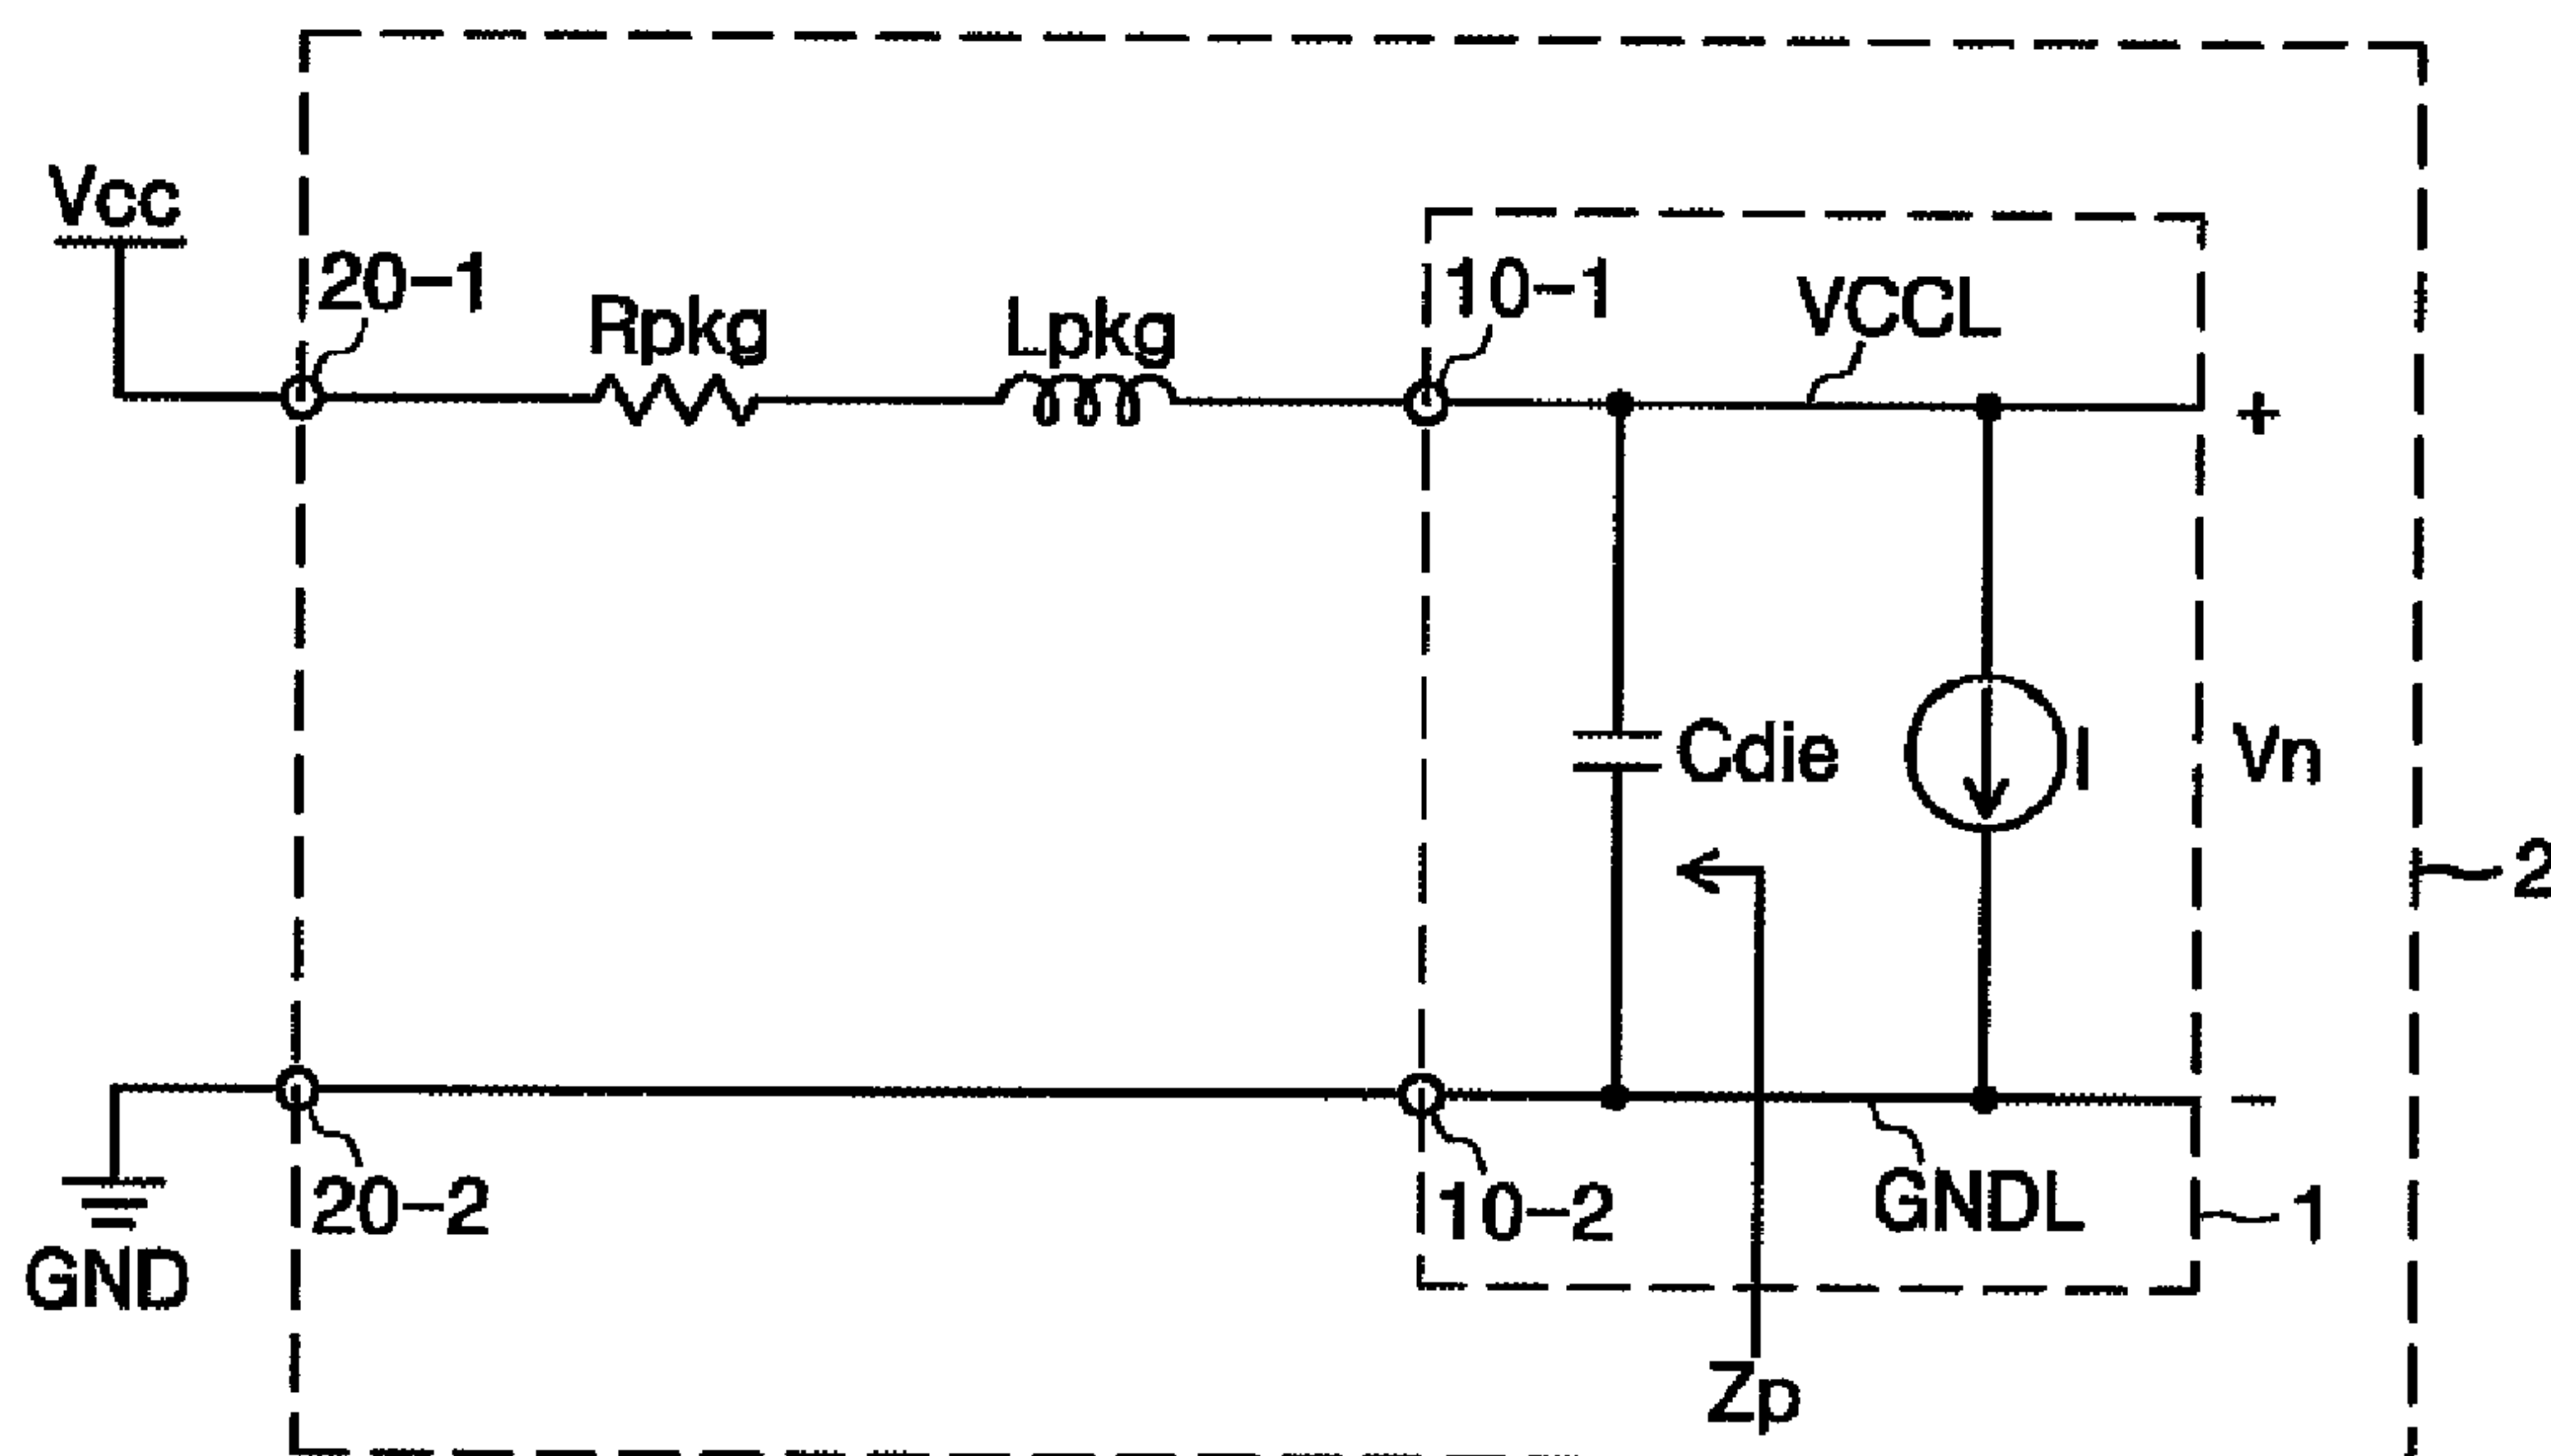 Vcc
20-1
Rpkg
Lpkg
10-1
VCCL
+
Cdie
I
Vn
2
20-2
GND
10-2
GNDL
-
1
Zp